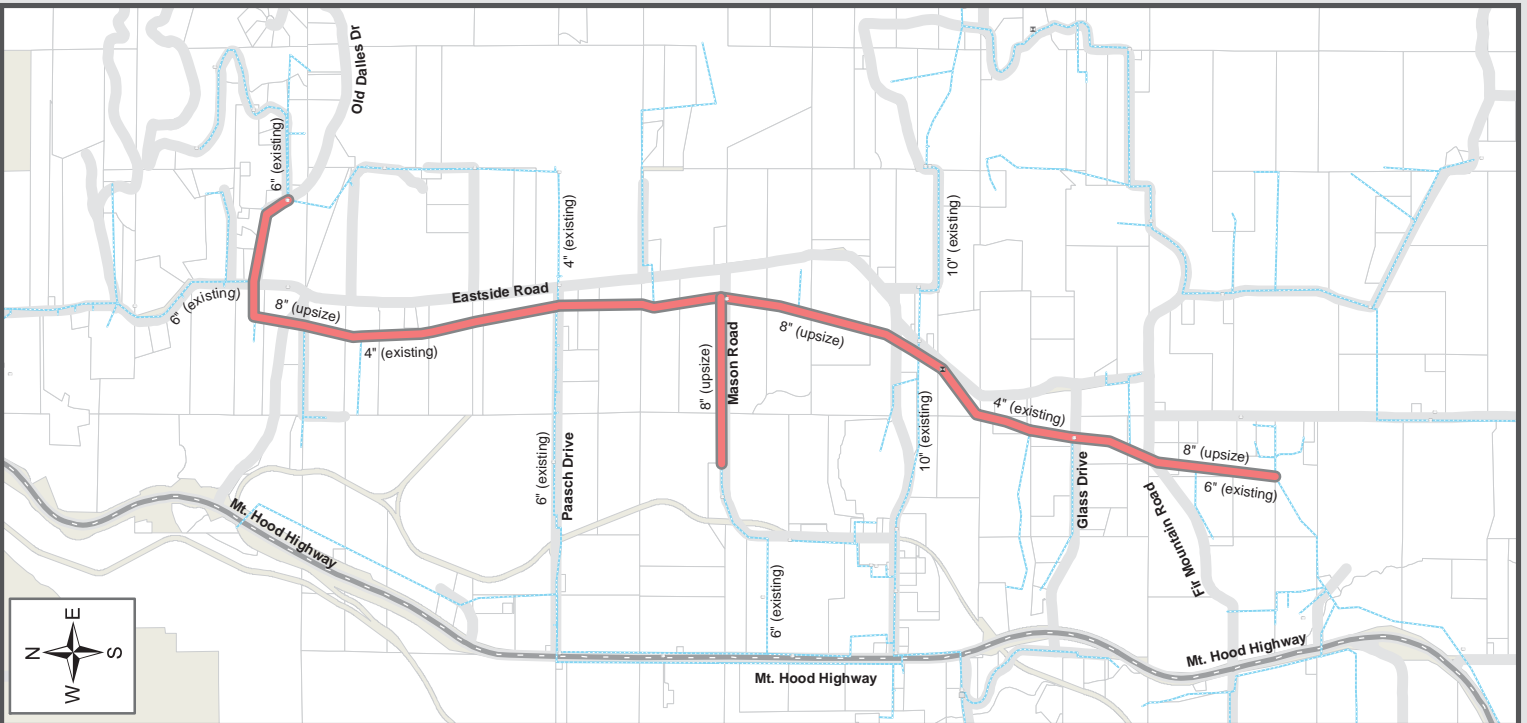 Old Dalles Dr
6" (existing)
4" (existing)
10" (existing)
Eastside Road
6" (existing)
8" (upsize)
4" (existing)
8" (upsize)
8" (upsize)
Mason Road
4" (existing)
10" (existing)
6" (existing)
Paasch Drive
Glass Drive
8" (upsize)
6" (existing)
Fir Mountain Road
Mt. Hood Highway
6" (existing)
Mt. Hood Highway
Mt. Hood Highway
H
H
E
N
S
W